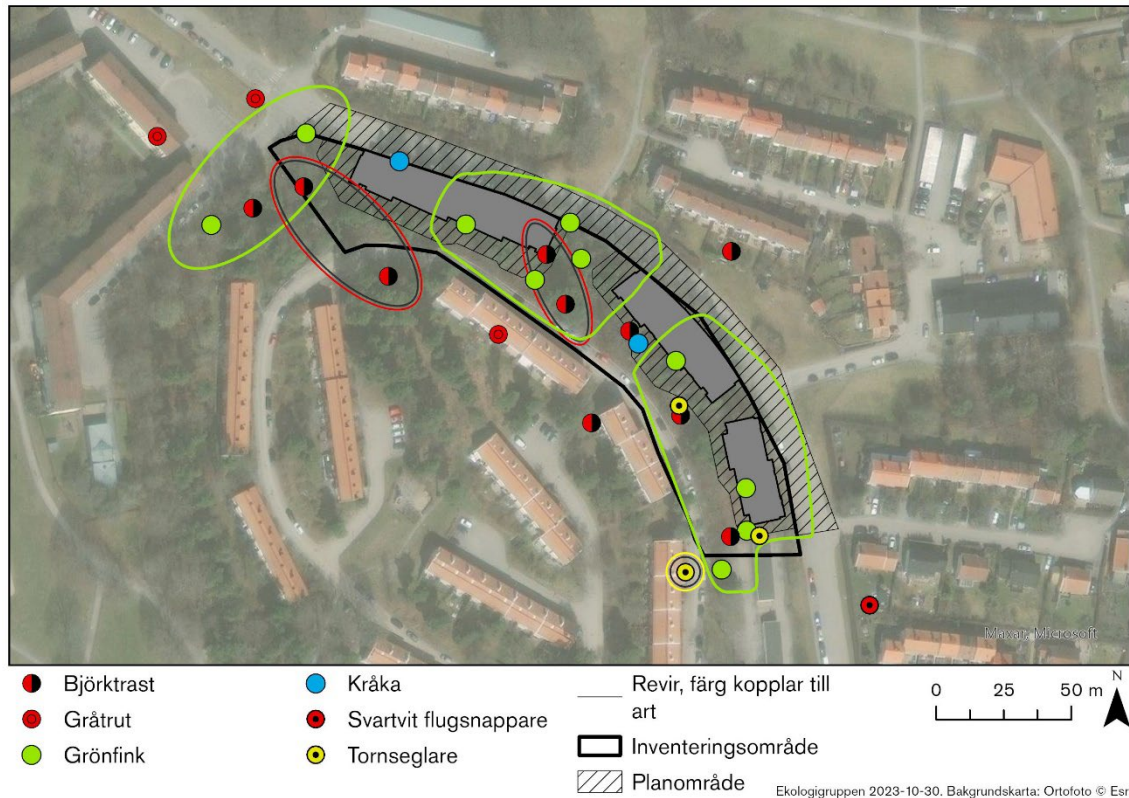 Maxar, Microsoft
Björktrast
Gråtrut
Grönfink
Kråka
Svartvit flugsnappare
Tornseglare
Revir, färg kopplar till
art
Inventeringsområde
Planområde
0 25 50 m
N
Ekologigruppen 2023-10-30. Bakgrundskarta: Ortofoto © Esr